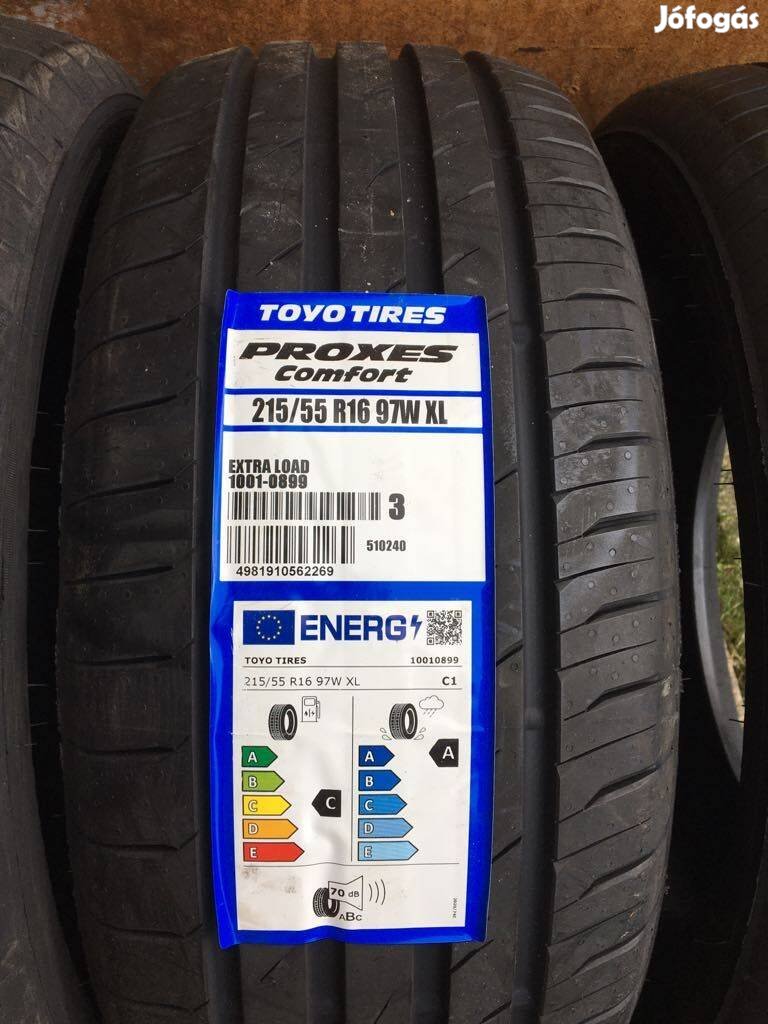 Jófogás
TOYO TIRES
PROXES
Comfort
215/55 R16 97W XL
EXTRA LOAD
1001-0899
3
510240
4981910562269
ENERG
TOYO TIRES 10010899
215/55 R16 97W XL C1
A A A
B B
C C C
D D
E E
70 dB
ABC